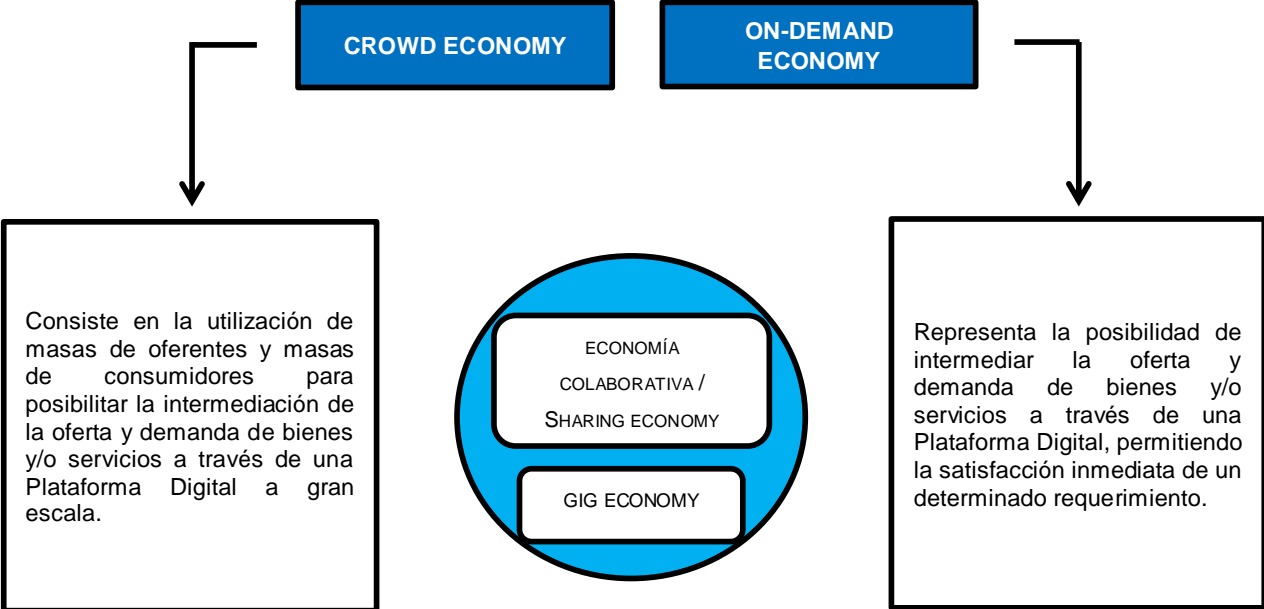 CROWD ECONOMY
ON-DEMAND
ECONOMY
Consiste en la utilización de
masas de oferentes y masas
de consumidores para
posibilitar la intermediación de
la oferta y demanda de bienes
y/o servicios a través de una
Plataforma Digital a gran
escala.
ECONOMÍA
COLABORATIVA /
SHARING ECONOMY
GIG ECONOMY
Representa la posibilidad de
intermediar la oferta y
demanda de bienes y/o
servicios a través de una
Plataforma Digital, permitiendo
la satisfacción inmediata de un
determinado requerimiento.